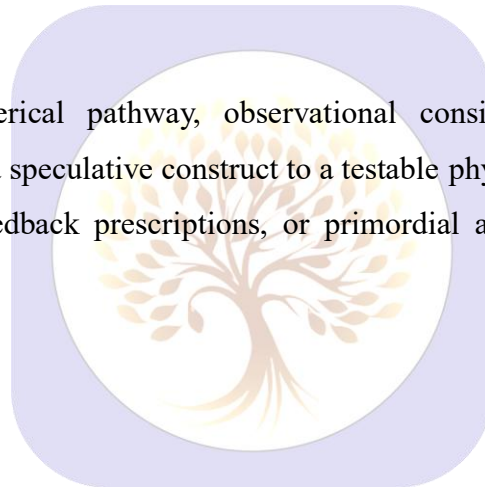 erical pathway, observational consi
speculative construct to a testable phy
edback prescriptions, or primordial a